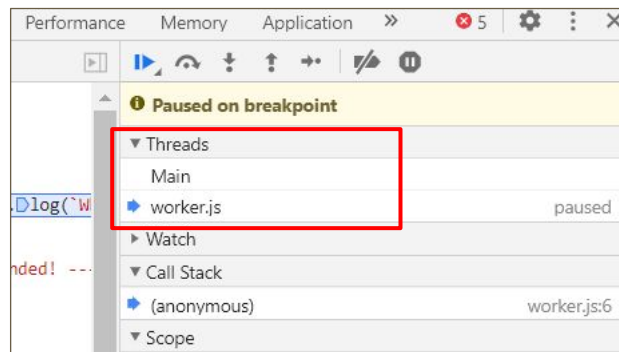 Performance Memory Application » 5
Paused on breakpoint
Threads
Main
.log(`W
worker.js paused
Watch
nded! ---
Call Stack
(anonymous) worker.js:6
Scope